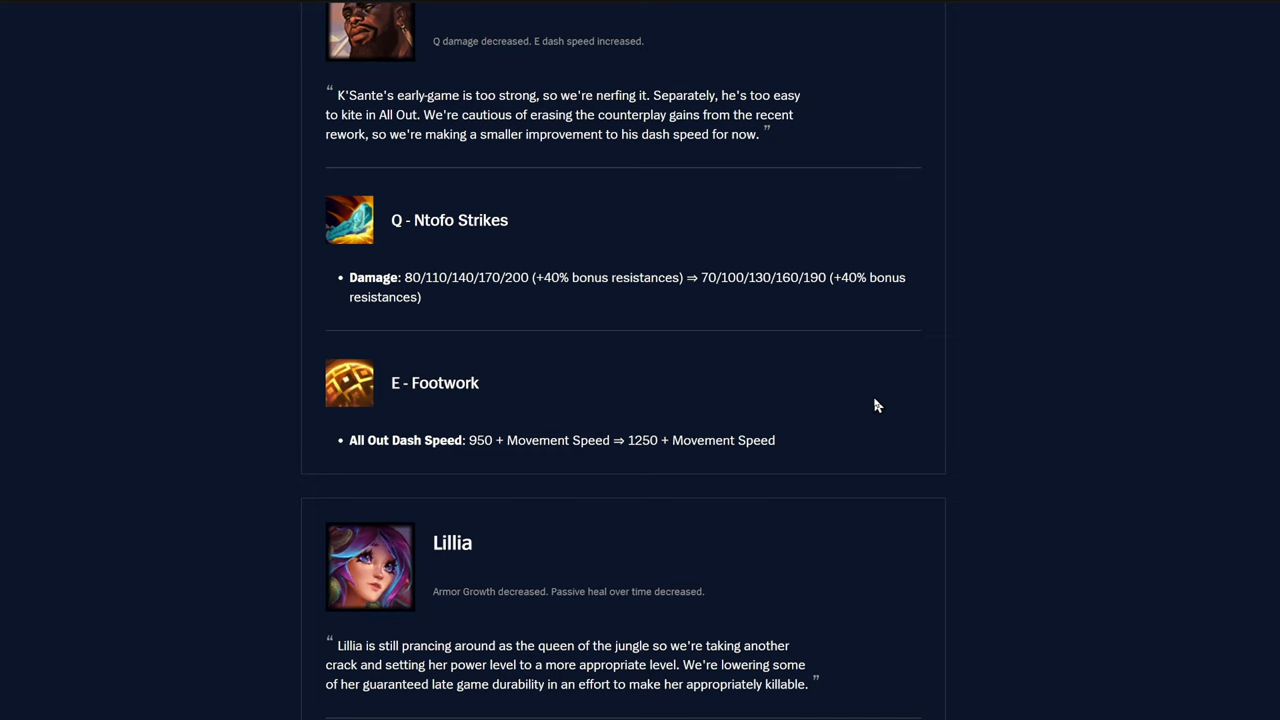 Q damage decreased. E dash speed increased.
“ K'Sante's early-game is too strong, so we're nerfing it. Separately, he's too easy
to kite in All Out. We're cautious of erasing the counterplay gains from the recent
rework, so we're making a smaller improvement to his dash speed for now. ”
Q - Ntofo Strikes
• Damage: 80/110/140/170/200 (+40% bonus resistances) ⇒ 70/100/130/160/190 (+40% bonus
resistances)
E - Footwork
• All Out Dash Speed: 950 + Movement Speed ⇒ 1250 + Movement Speed
Lillia
Armor Growth decreased. Passive heal over time decreased.
“ Lillia is still prancing around as the queen of the jungle so we're taking another
crack and setting her power level to a more appropriate level. We're lowering some
of her guaranteed late game durability in an effort to make her appropriately killable. ”